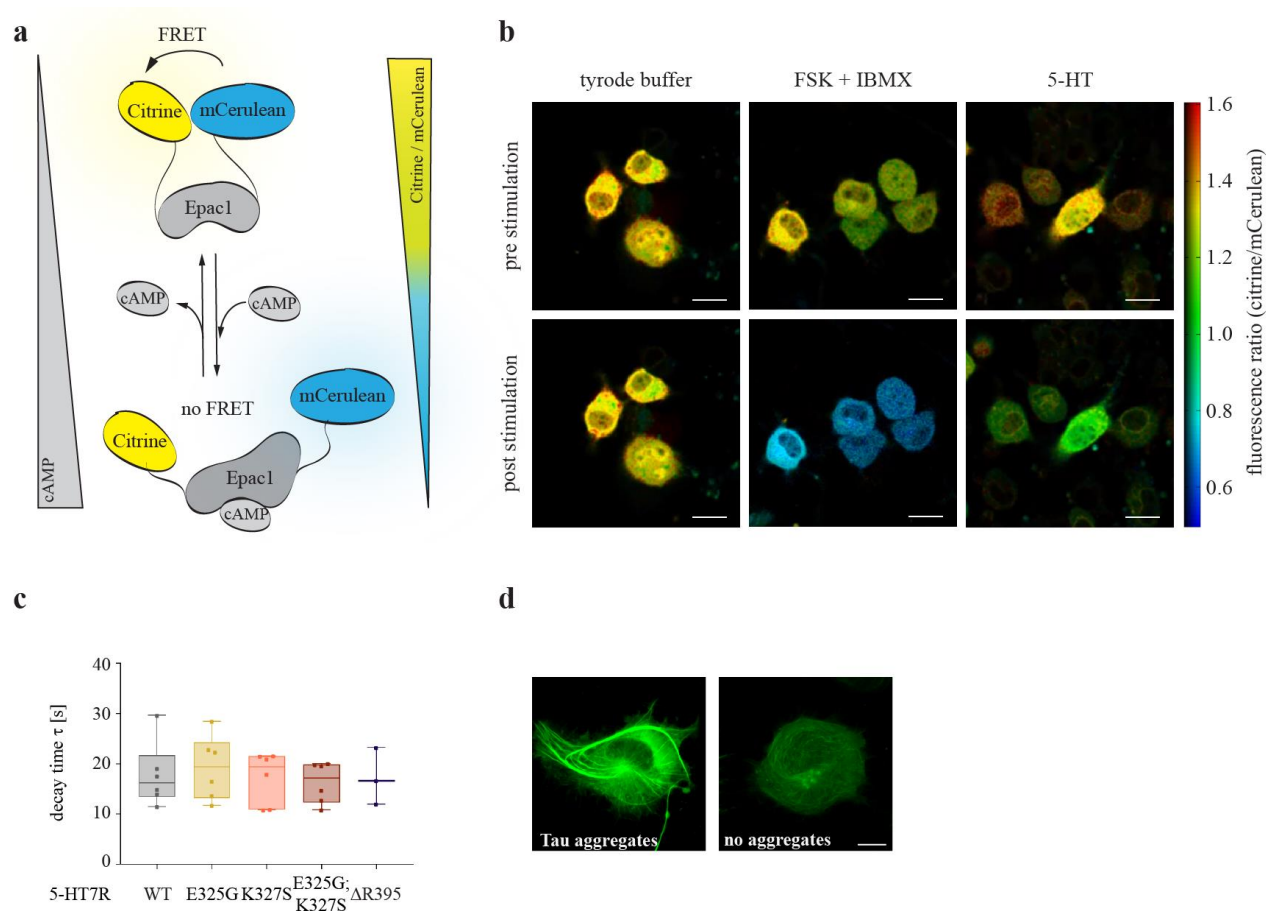 a
FRET
Citrine
mCerulean
Epac1
cAMP
cAMP
no FRET
mCerulean
Citrine
Epac1
cAMP
cAMP
Citrine / mCerulean
b
tyrode buffer
FSK + IBMX
5-HT
pre stimulation
post stimulation
1.6
1.4
1.2
1.0
0.8
0.6
fluorescence ratio (citrine/mCerulean)
c
decay time τ [s]
40
30
20
10
0
5-HT7R
WT
E325G
K327S
E325G;
K327S
ΔR395
d
Tau aggregates
no aggregates